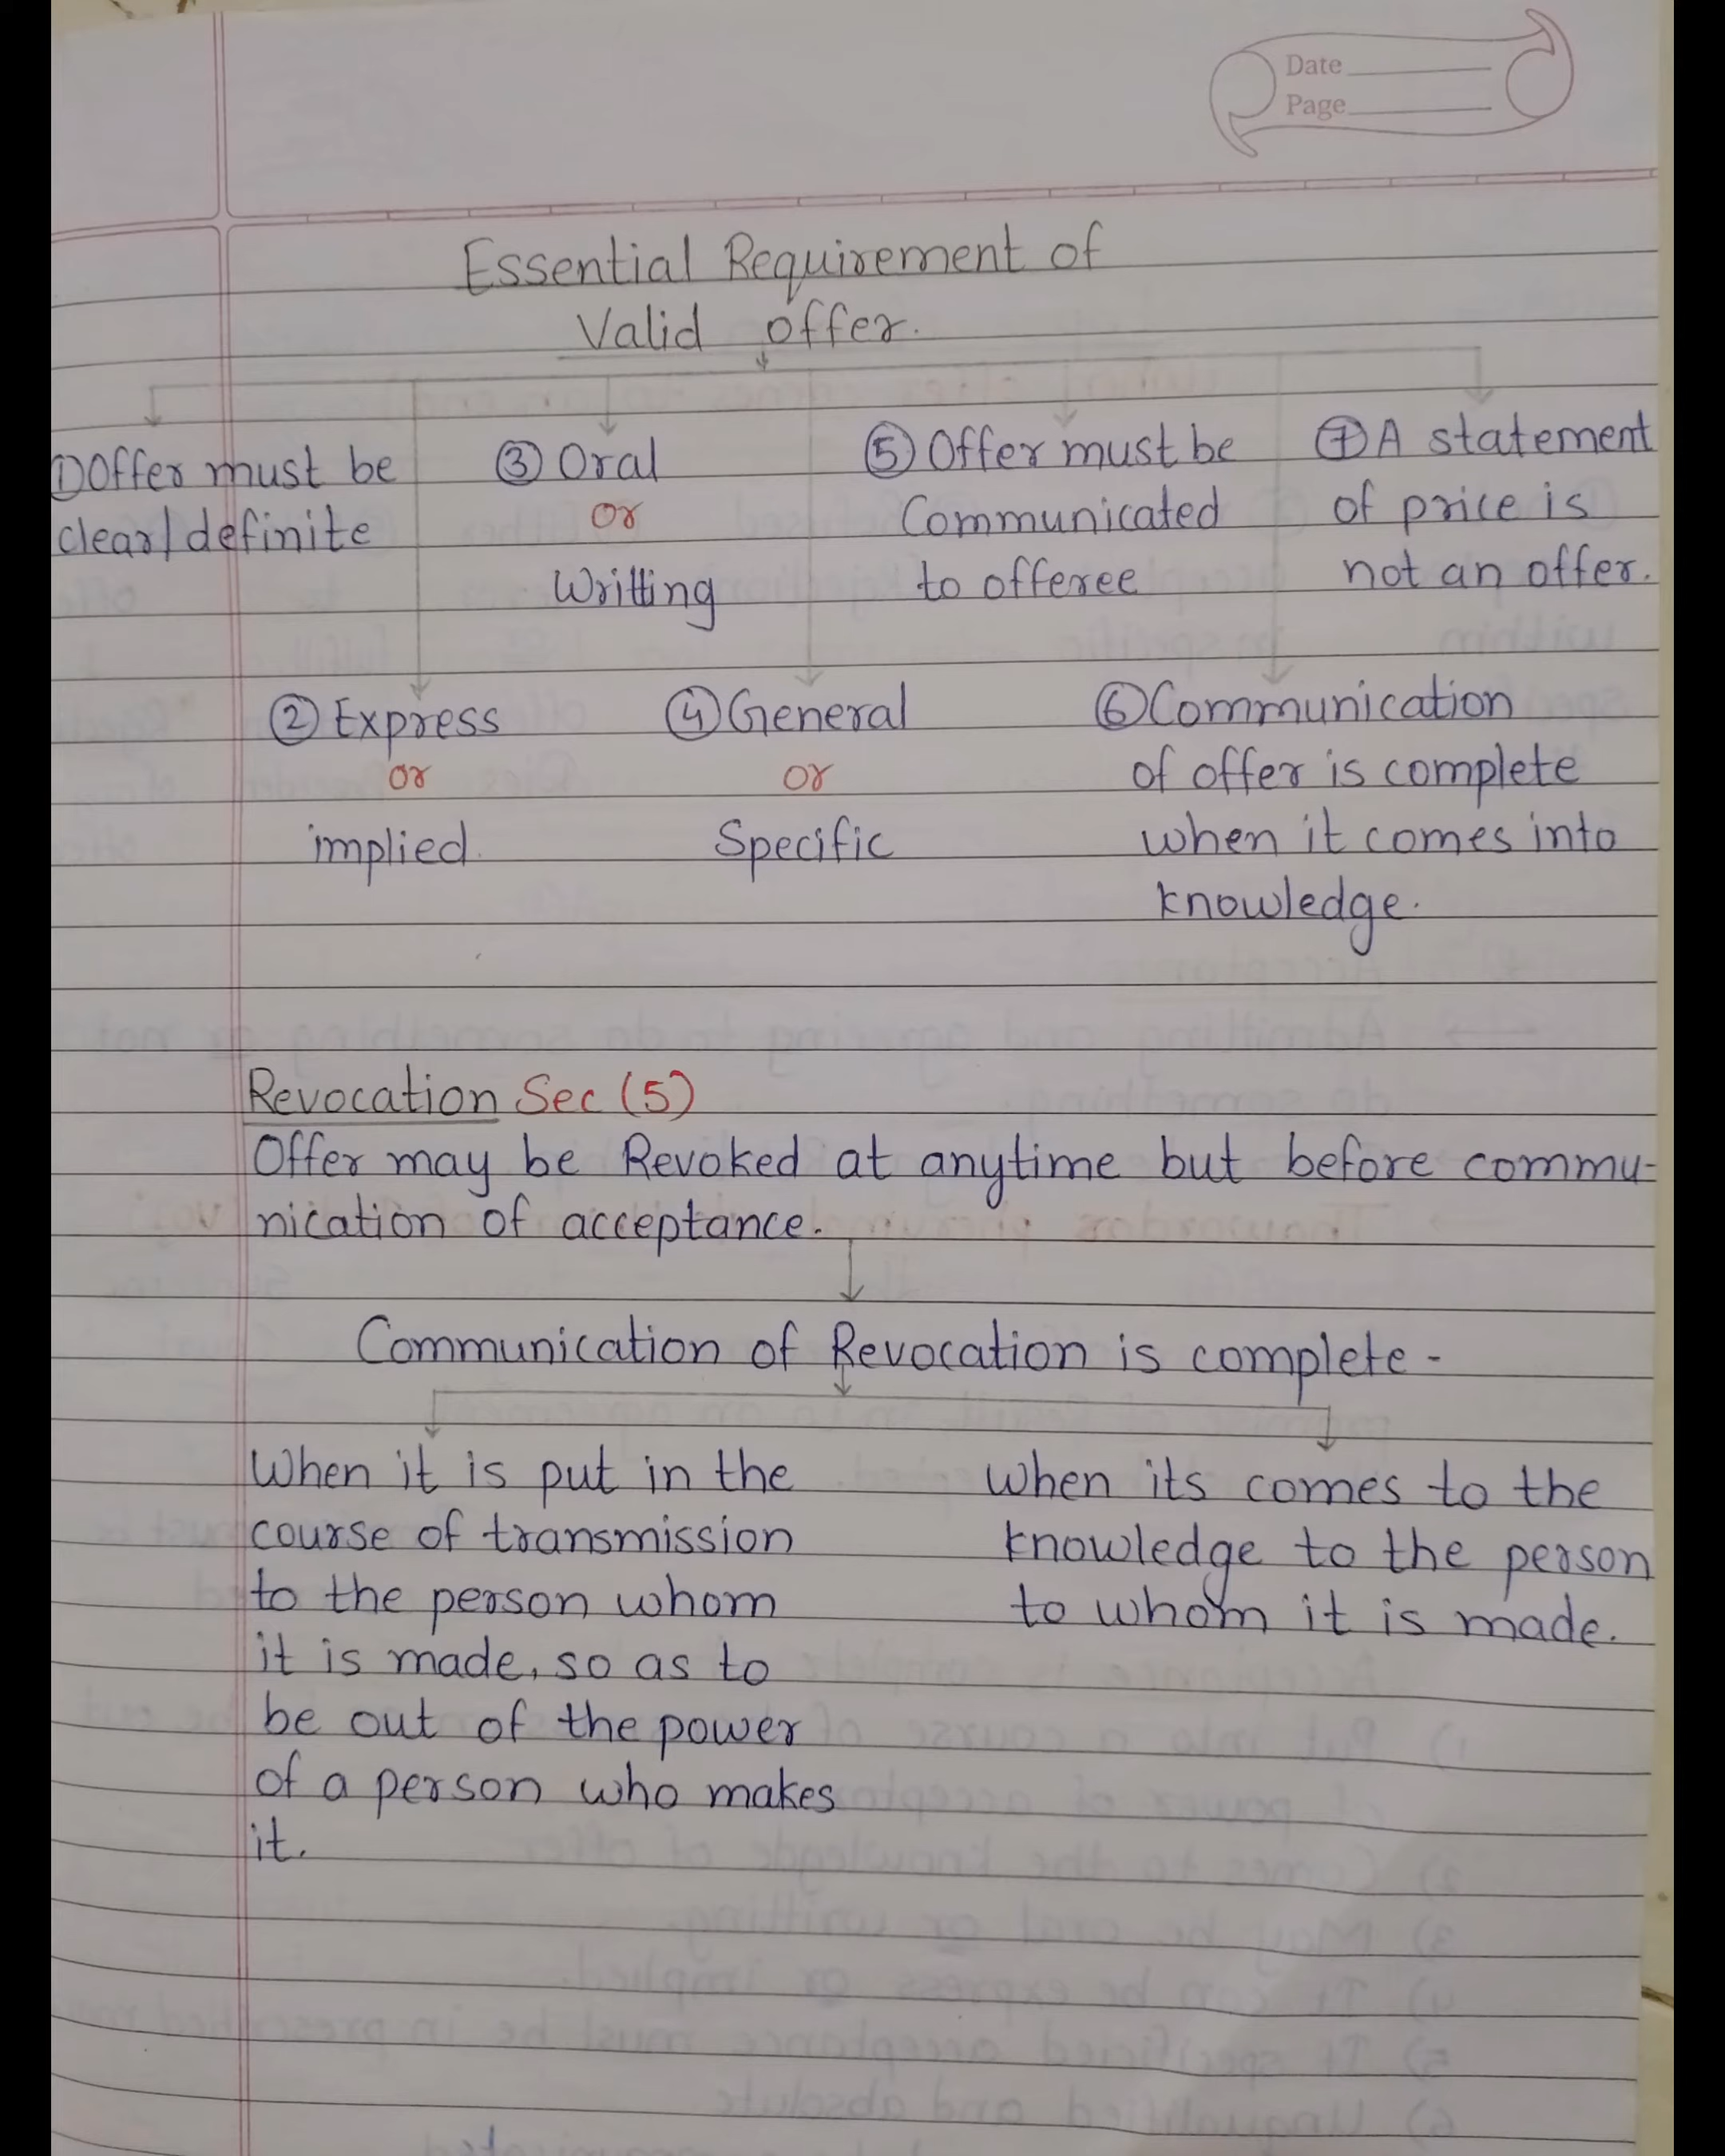 Date
Page
Essential Requirement of
Valid offer.
① Offer must be
clear/definite
③ Oral
or
Writting
⑤ Offer must be
Communicated
to offeree
⑦ A statement
of price is
not an offer.
② Express
or
implied.
④ General
or
Specific
⑥ Communication
of offer is complete
when it comes into
knowledge.
Revocation Sec (5)
Offer may be Revoked at anytime but before commu-
nication of acceptance.
Communication of Revocation is complete -
When it is put in the
course of transmission
to the person whom
it is made, so as to
be out of the power
of a person who makes
it.
when its comes to the
knowledge to the person
to whom it is made.